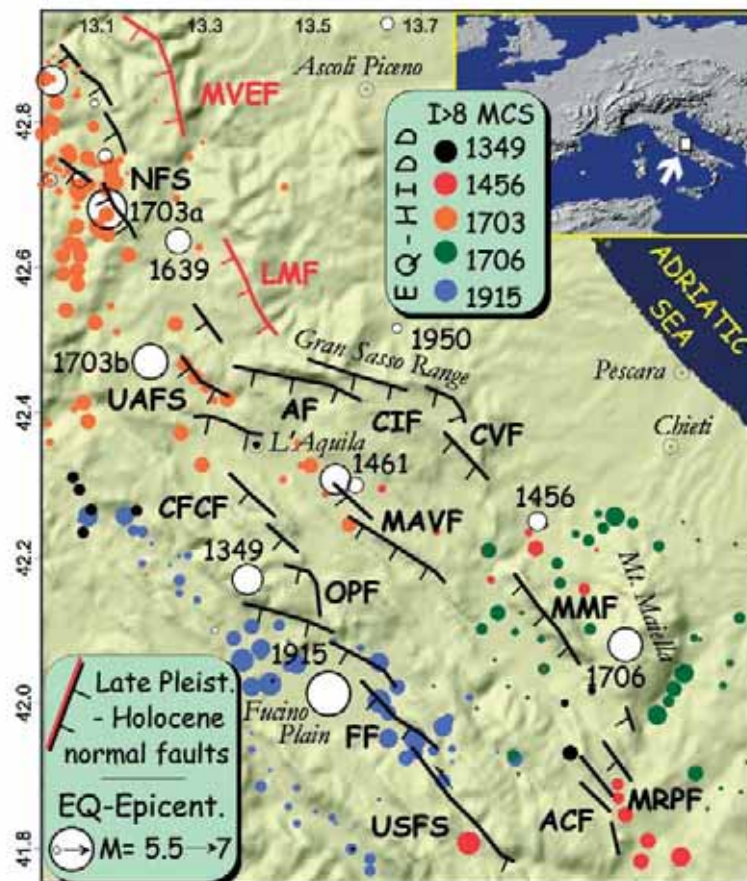 13.1 13.3 13.5 13.7
42.8
42.6
42.4
42.2
42.0
41.8
Ascoli Piceno
MVEF
I>8 MCS
EQ-HIDD
1349
1456
1703
1706
1915
NFS
1703a
1639
LMF
ADRIATIC
SEA
1950
Gran Sasso Range
1703b
Pescara
UAFS
AF
CIF
CVF
Chieti
L'Aquila
1461
CFCF
MAVF
1456
1349
OPF
MMF
Mt. Maiella
1915
1706
Fucino
Plain
FF
USFS
ACF
MRPF
Late Pleist.
- Holocene
normal faults
EQ-Epicent.
M= 5.5 → 7